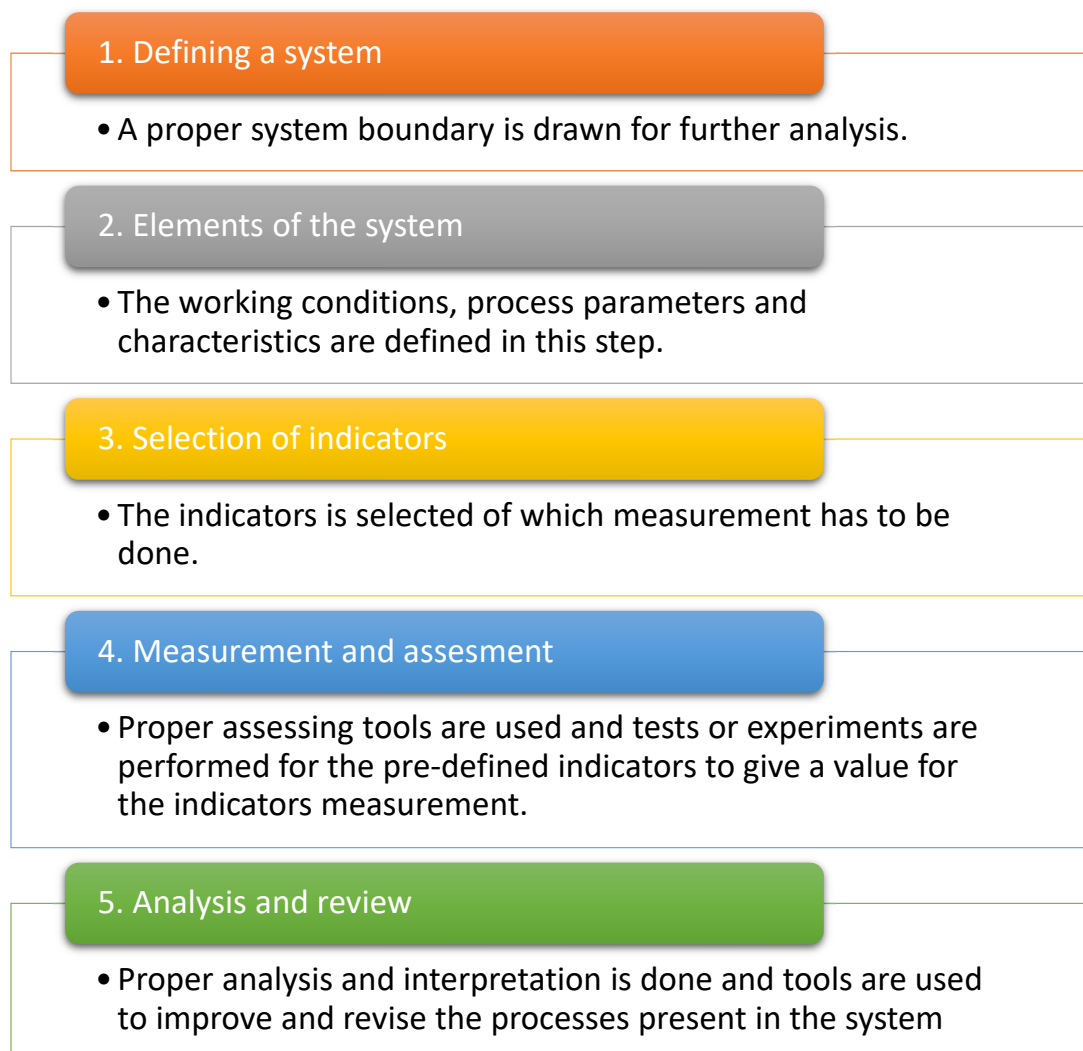 1. Defining a system
• A proper system boundary is drawn for further analysis.
2. Elements of the system
• The working conditions, process parameters and
characteristics are defined in this step.
3. Selection of indicators
• The indicators is selected of which measurement has to be
done.
4. Measurement and assesment
• Proper assessing tools are used and tests or experiments are
performed for the pre-defined indicators to give a value for
the indicators measurement.
5. Analysis and review
• Proper analysis and interpretation is done and tools are used
to improve and revise the processes present in the system